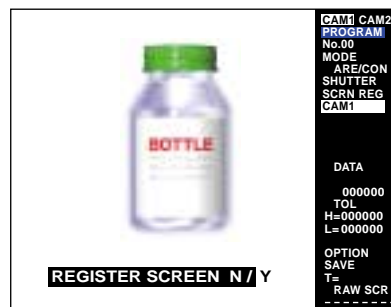 CAM1 CAM2
PROGRAM
No.00
MODE
ARE/CON
SHUTTER
SCRN REG
CAM1
BOTTLE
DATA
000000
TOL
H=000000
L=000000
OPTION
SAVE
T=
RAW SCR
REGISTER SCREEN N / Y